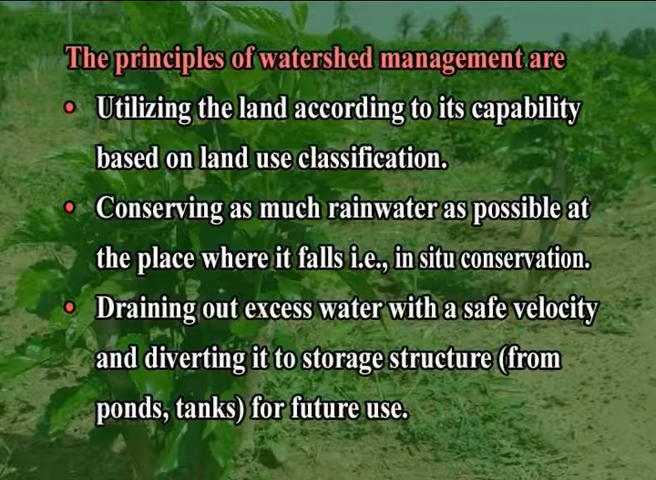 The principles of watershed management are
• Utilizing the land according to its capability
based on land use classification.
• Conserving as much rainwater as possible at
the place where it falls i.e., in situ conservation.
• Draining out excess water with a safe velocity
and diverting it to storage structure (from
ponds, tanks) for future use.